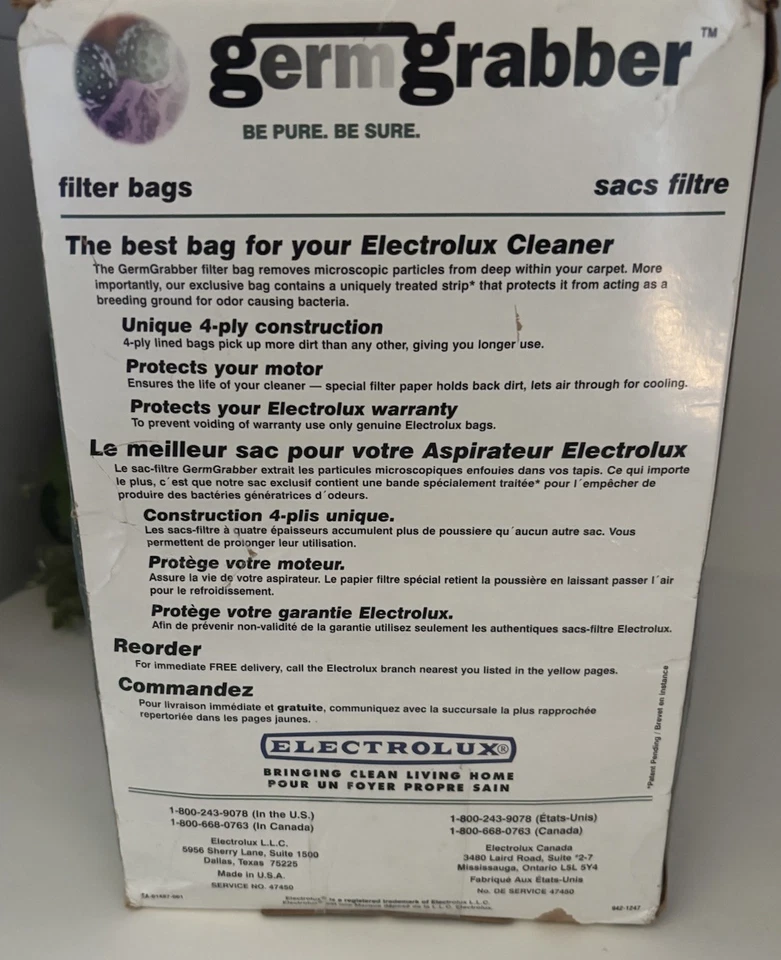 germgrabber™
BE PURE. BE SURE.
filter bags
sacs filtre
The best bag for your Electrolux Cleaner
The GermGrabber filter bag removes microscopic particles from deep within your carpet. More
importantly, our exclusive bag contains a uniquely treated strip* that protects it from acting as a
breeding ground for odor causing bacteria.
Unique 4-ply construction
4-ply lined bags pick up more dirt than any other, giving you longer use.
Protects your motor
Ensures the life of your cleaner — special filter paper holds back dirt, lets air through for cooling.
Protects your Electrolux warranty
To prevent voiding of warranty use only genuine Electrolux bags.
Le meilleur sac pour votre Aspirateur Electrolux
Le sac-filtre GermGrabber extrait les particules microscopiques enfouies dans vos tapis. Ce qui importe
le plus, c´est que notre sac exclusif contient une bande spécialement traitée* pour l´empêcher de
produire des bactéries génératrices d´odeurs.
Construction 4-plis unique.
Les sacs-filtre à quatre épaisseurs accumulent plus de poussiere qu´aucun autre sac. Vous
permettent de prolonger leur utilisation.
Protège votre moteur.
Assure la vie de votre aspirateur. Le papier filtre spécial retient la poussière en laissant passer l´air
pour le refroidissement.
Protège votre garantie Electrolux.
Afin de prévenir non-validité de la garantie utilisez seulement les authentiques sacs-filtre Electrolux.
Reorder
For immediate FREE delivery, call the Electrolux branch nearest you listed in the yellow pages.
Commandez
Pour livraison immédiate et gratuite, communiquez avec la succursale la plus rapprochée
repertoriée dans les pages jaunes.
*Patent Pending / Brevet en instance
ELECTROLUX®
BRINGING CLEAN LIVING HOME
POUR UN FOYER PROPRE SAIN
1-800-243-9078 (In the U.S.)
1-800-668-0763 (In Canada)
Electrolux L.L.C.
5956 Sherry Lane, Suite 1500
Dallas, Texas 75225
Made in U.S.A.
SERVICE NO. 47450
1-800-243-9078 (États-Unis)
1-800-668-0763 (Canada)
Electrolux Canada
3480 Laird Road, Suite #2-7
Mississauga, Ontario L5L 5Y4
Fabriqué Aux États-Unis
No. DE SERVICE 47450
Electrolux® is a registered trademark of Electrolux L.L.C.
642-1247